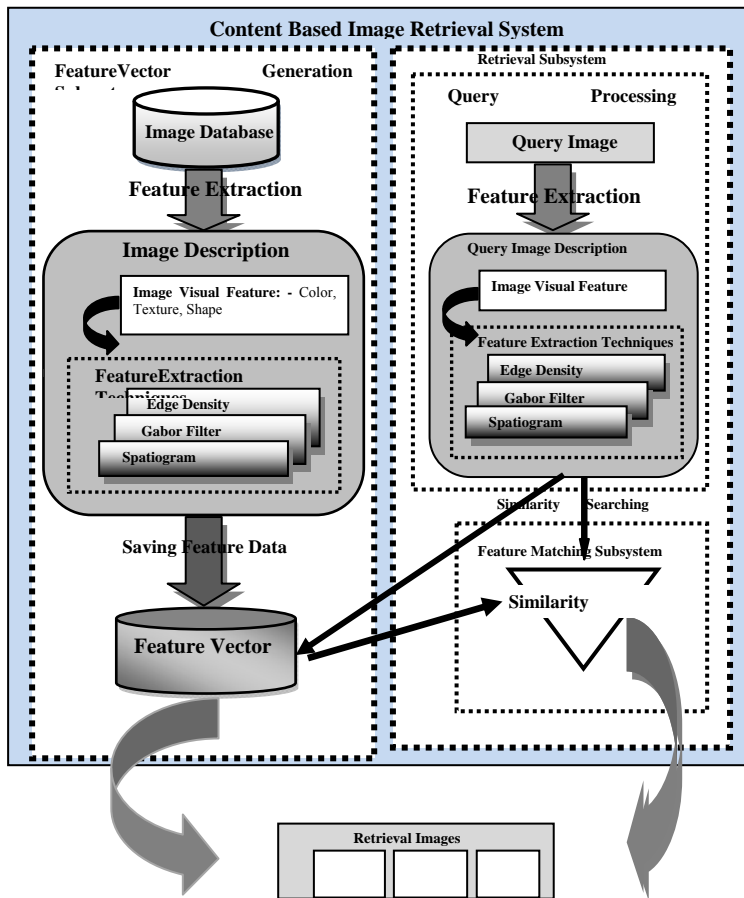 Content Based Image Retrieval System
FeatureVector Generation
Image Database
Feature Extraction
Image Description
Image Visual Feature: - Color,
Texture, Shape
FeatureExtraction
Edge Density
Gabor Filter
Spatiogram
Saving Feature Data
Feature Vector
Retrieval Subsystem
Query Processing
Query Image
Feature Extraction
Query Image Description
Image Visual Feature
Feature Extraction Techniques
Edge Density
Gabor Filter
Spatiogram
Similarity Searching
Feature Matching Subsystem
Similarity
Retrieval Images